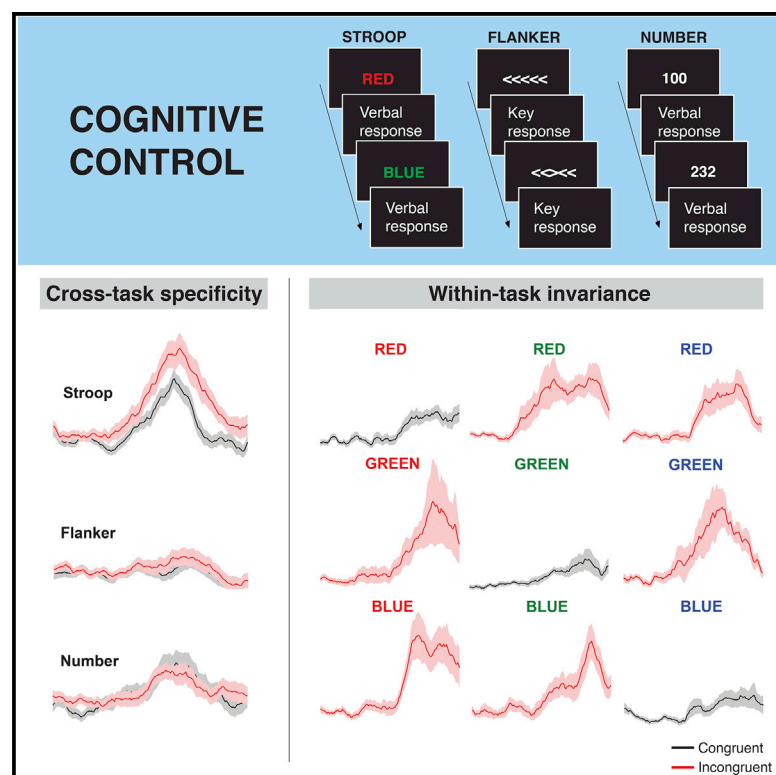 COGNITIVE
CONTROL
STROOP
RED
Verbal
response
BLUE
Verbal
response
FLANKER
<<<<<
Key
response
<<><<
Key
response
NUMBER
100
Verbal
response
232
Verbal
response
Cross-task specificity
Stroop
Flanker
Number
Within-task invariance
RED
RED
RED
GREEN
GREEN
GREEN
BLUE
BLUE
BLUE
Congruent
Incongruent